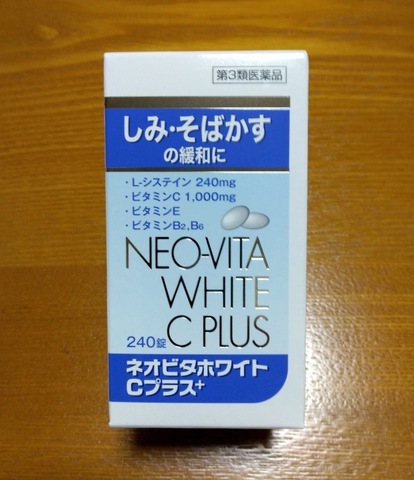 第3類医薬品
しみ・そばかす
の緩和に
・L-システイン 240mg
・ビタミンC 1,000mg
・ビタミンE
・ビタミンB2,B6
NEO-VITA
WHITE
C PLUS
240錠
ネオビタホワイト
Cプラス+